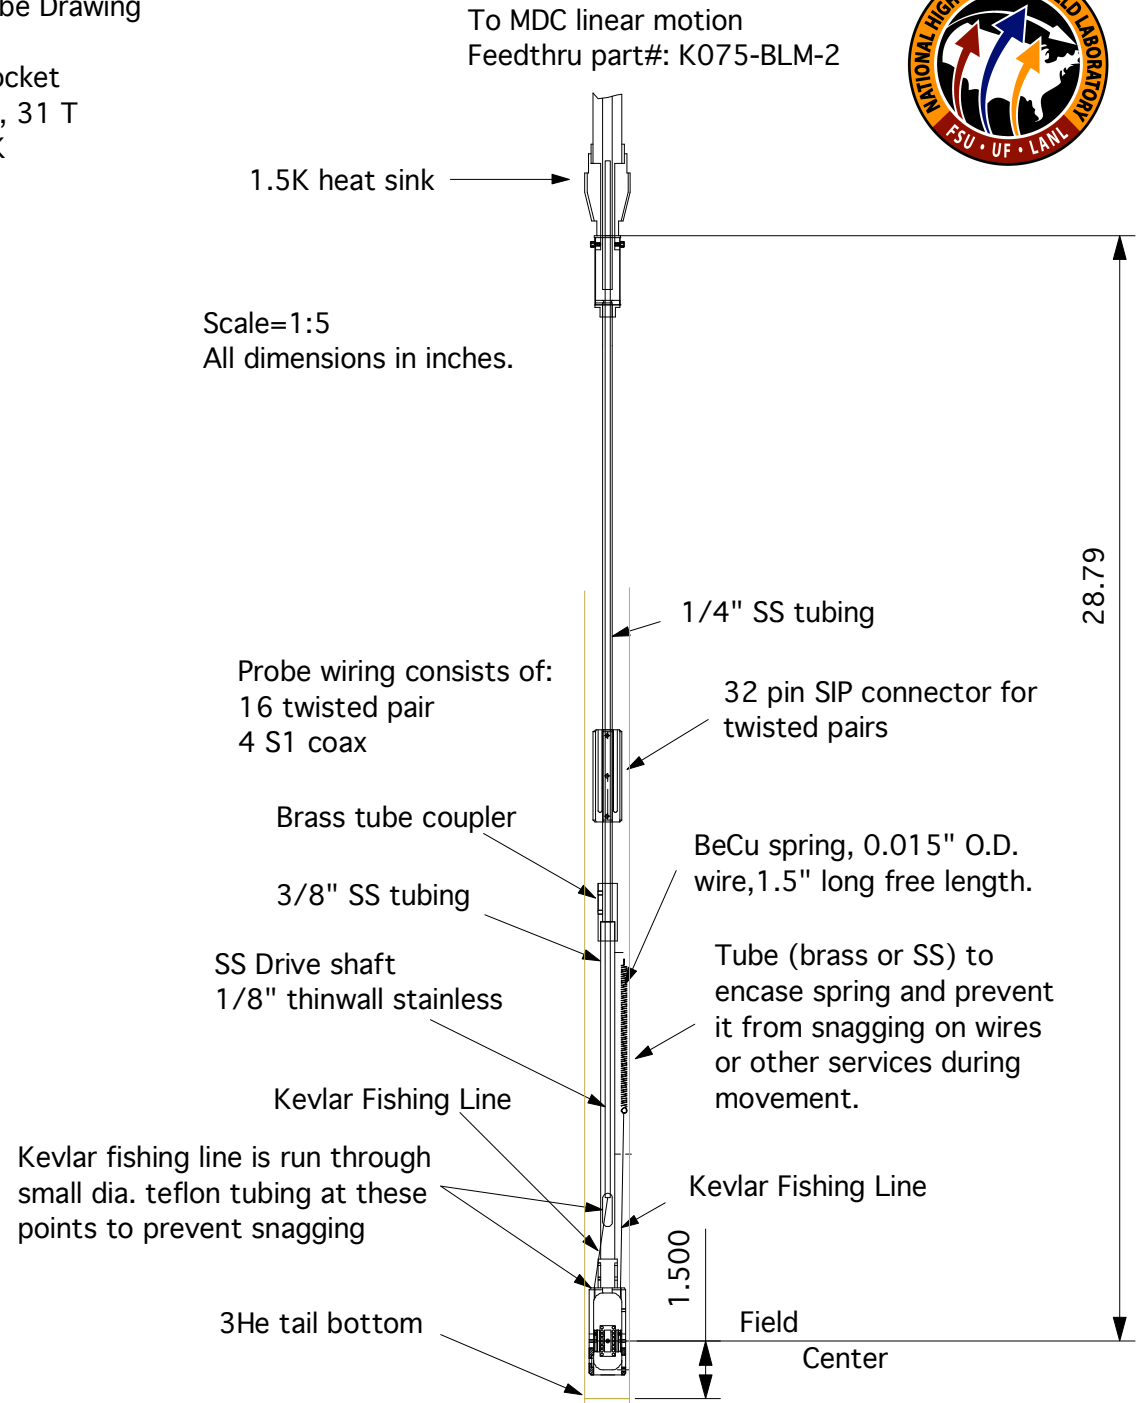 be Drawing
To MDC linear motion
Feedthru part#: K075-BLM-2
ocket
, 31 T
K
NATIONAL HIGH
LD LABORATORY
FSU • UF • LANL
1.5K heat sink
Scale=1:5
All dimensions in inches.
28.79
1/4" SS tubing
Probe wiring consists of:
16 twisted pair
4 S1 coax
32 pin SIP connector for
twisted pairs
Brass tube coupler
BeCu spring, 0.015" O.D.
wire,1.5" long free length.
3/8" SS tubing
SS Drive shaft
1/8" thinwall stainless
Tube (brass or SS) to
encase spring and prevent
it from snagging on wires
or other services during
movement.
Kevlar Fishing Line
Kevlar fishing line is run through
small dia. teflon tubing at these
points to prevent snagging
Kevlar Fishing Line
1.500
3He tail bottom
Field
Center